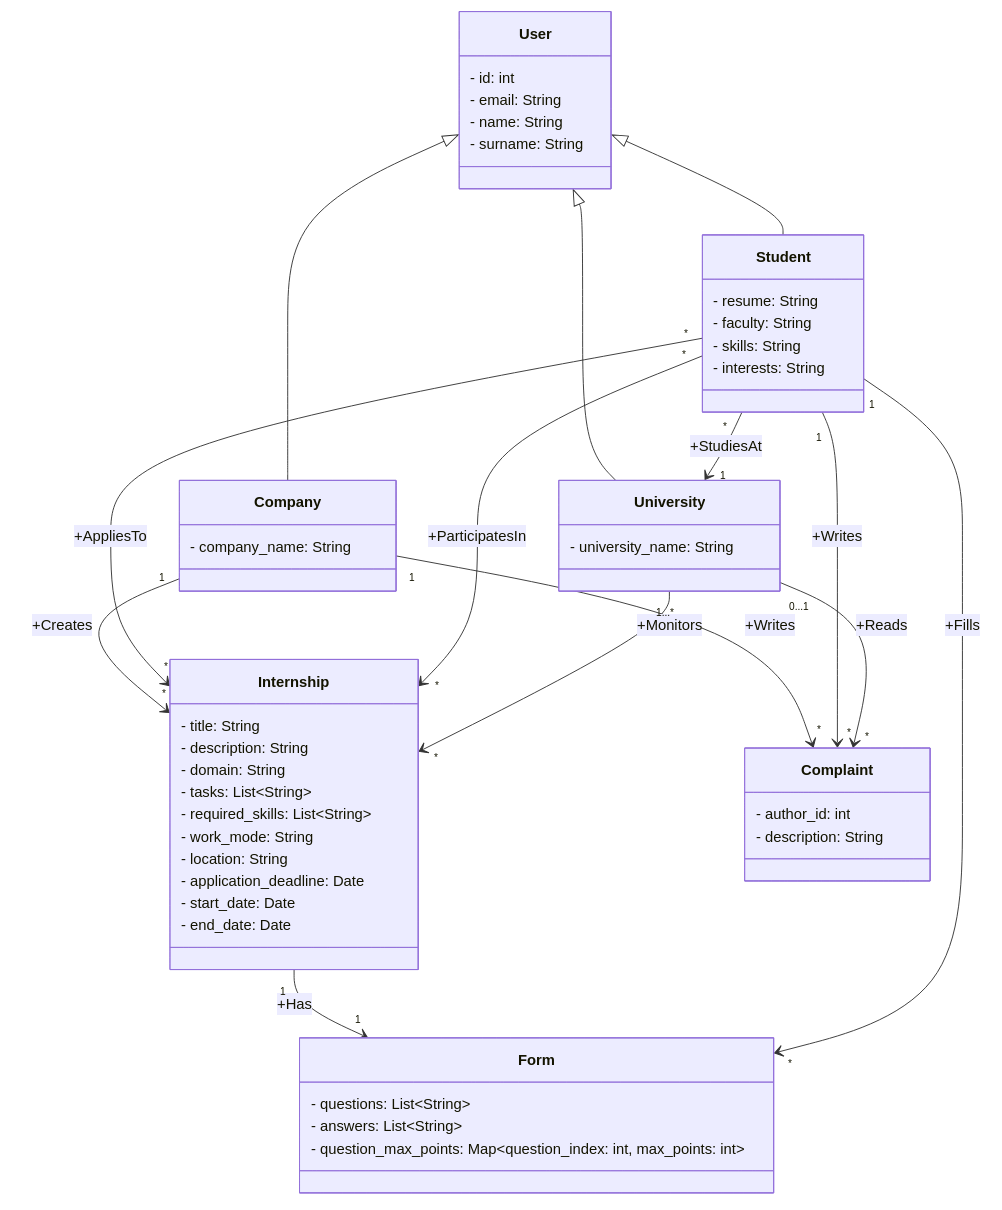 User
- id: int
- email: String
- name: String
- surname: String
Student
- resume: String
- faculty: String
- skills: String
- interests: String
*
*
1
*
1
+StudiesAt
1
Company
- company_name: String
University
- university_name: String
+AppliesTo
+ParticipatesIn
+Writes
1
1
0...1
1...*
+Creates
+Monitors
+Writes
+Reads
+Fills
*
*
*
*
*
*
*
Internship
- title: String
- description: String
- domain: String
- tasks: List<String>
- required_skills: List<String>
- work_mode: String
- location: String
- application_deadline: Date
- start_date: Date
- end_date: Date
Complaint
- author_id: int
- description: String
1
+Has
1
*
Form
- questions: List<String>
- answers: List<String>
- question_max_points: Map<question_index: int, max_points: int>